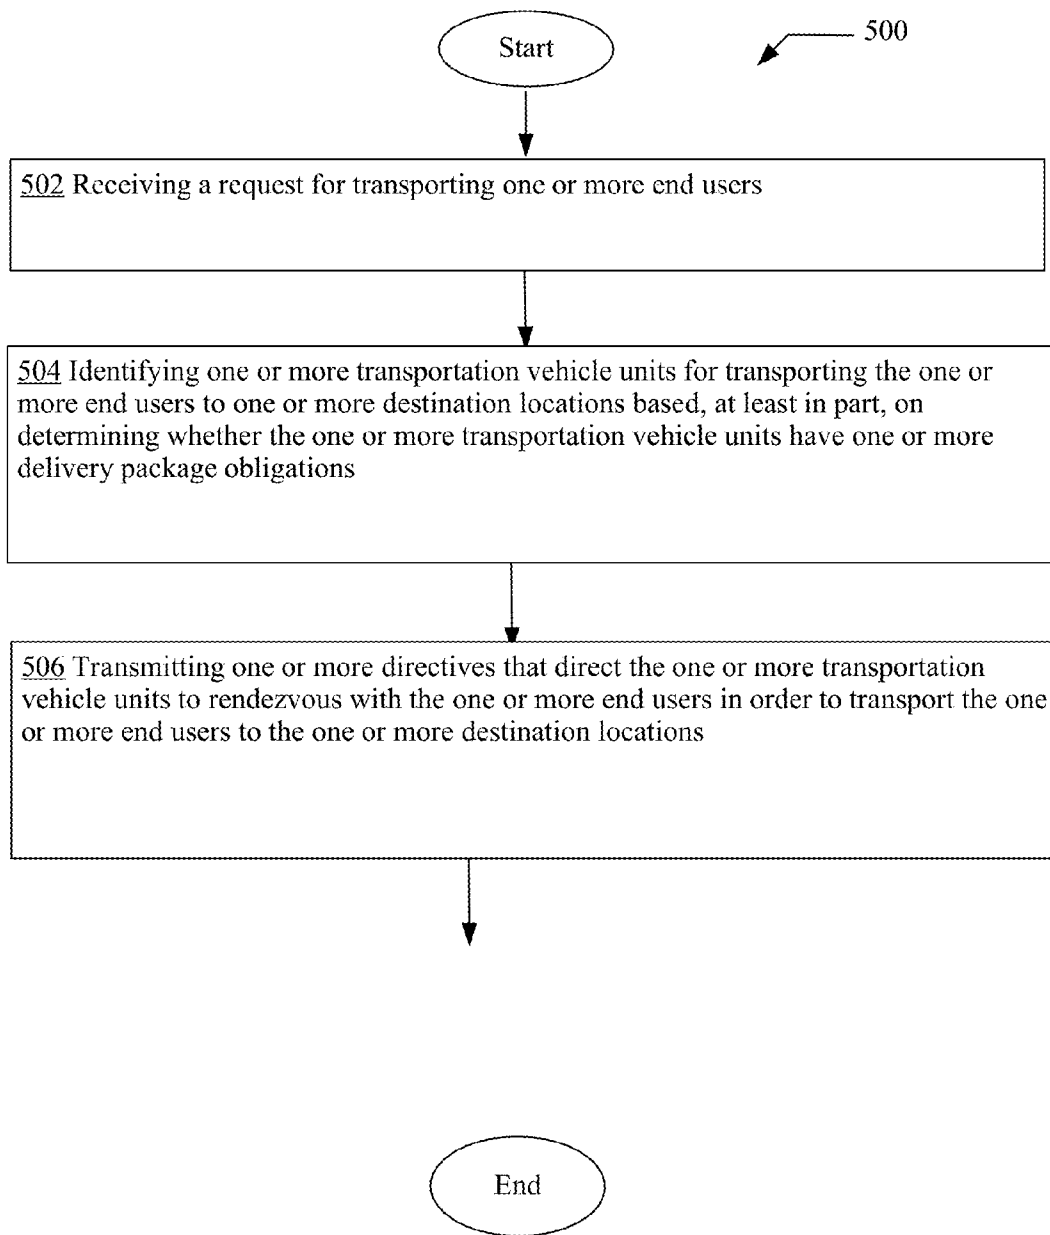 Start
500
502 Receiving a request for transporting one or more end users
504 Identifying one or more transportation vehicle units for transporting the one or
more end users to one or more destination locations based, at least in part, on
determining whether the one or more transportation vehicle units have one or more
delivery package obligations
506 Transmitting one or more directives that direct the one or more transportation
vehicle units to rendezvous with the one or more end users in order to transport the one
or more end users to the one or more destination locations
End